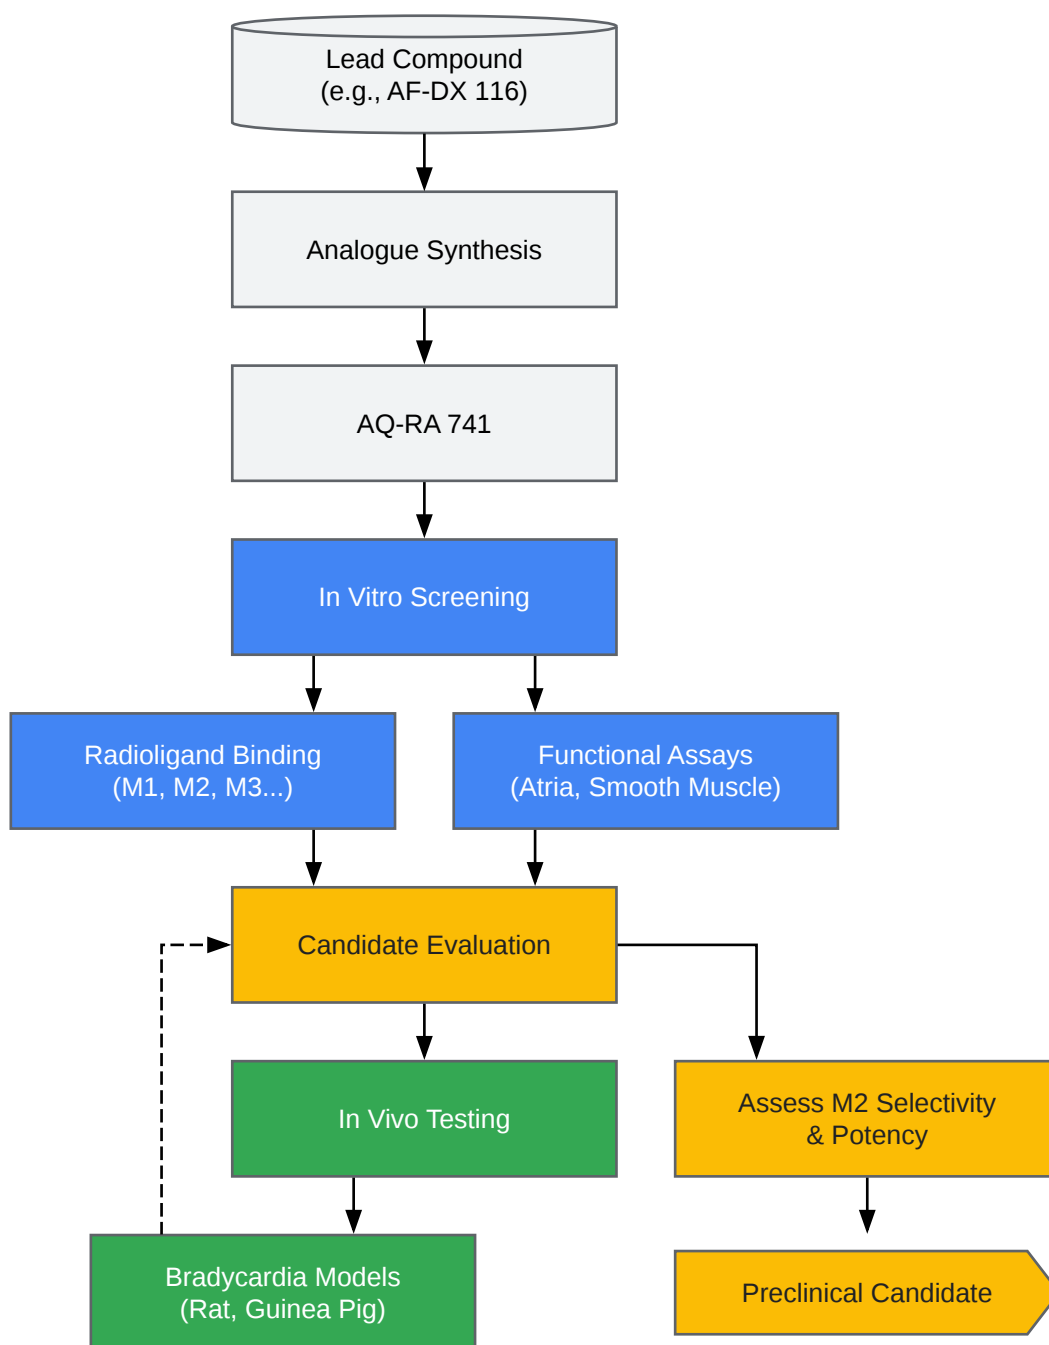 Lead Compound
(e.g., AF-DX 116)
Analogue Synthesis
AQ-RA 741
In Vitro Screening
Radioligand Binding
(M1, M2, M3...)
Functional Assays
(Atria, Smooth Muscle)
Candidate Evaluation
In Vivo Testing
Assess M2 Selectivity
& Potency
Bradycardia Models
(Rat, Guinea Pig)
Preclinical Candidate